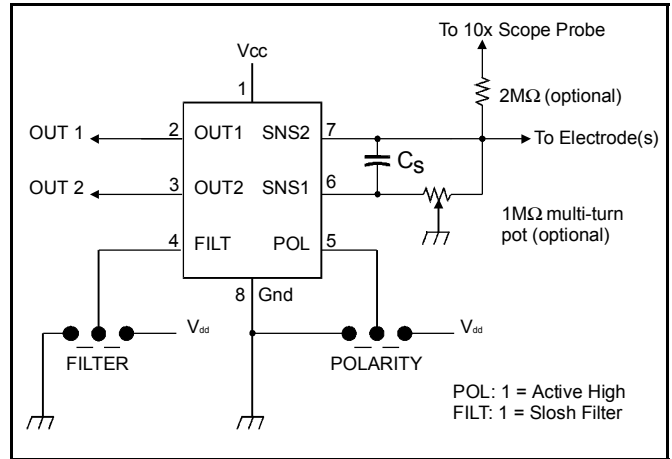 To 10x Scope Probe
Vcc
1
2MΩ (optional)
OUT 1
2
OUT1
SNS2
7
To Electrode(s)
CS
OUT 2
3
OUT2
SNS1
6
1MΩ multi-turn
pot (optional)
4
FILT
POL
5
8
Gnd
Vdd
Vdd
FILTER
POLARITY
POL: 1 = Active High
FILT: 1 = Slosh Filter